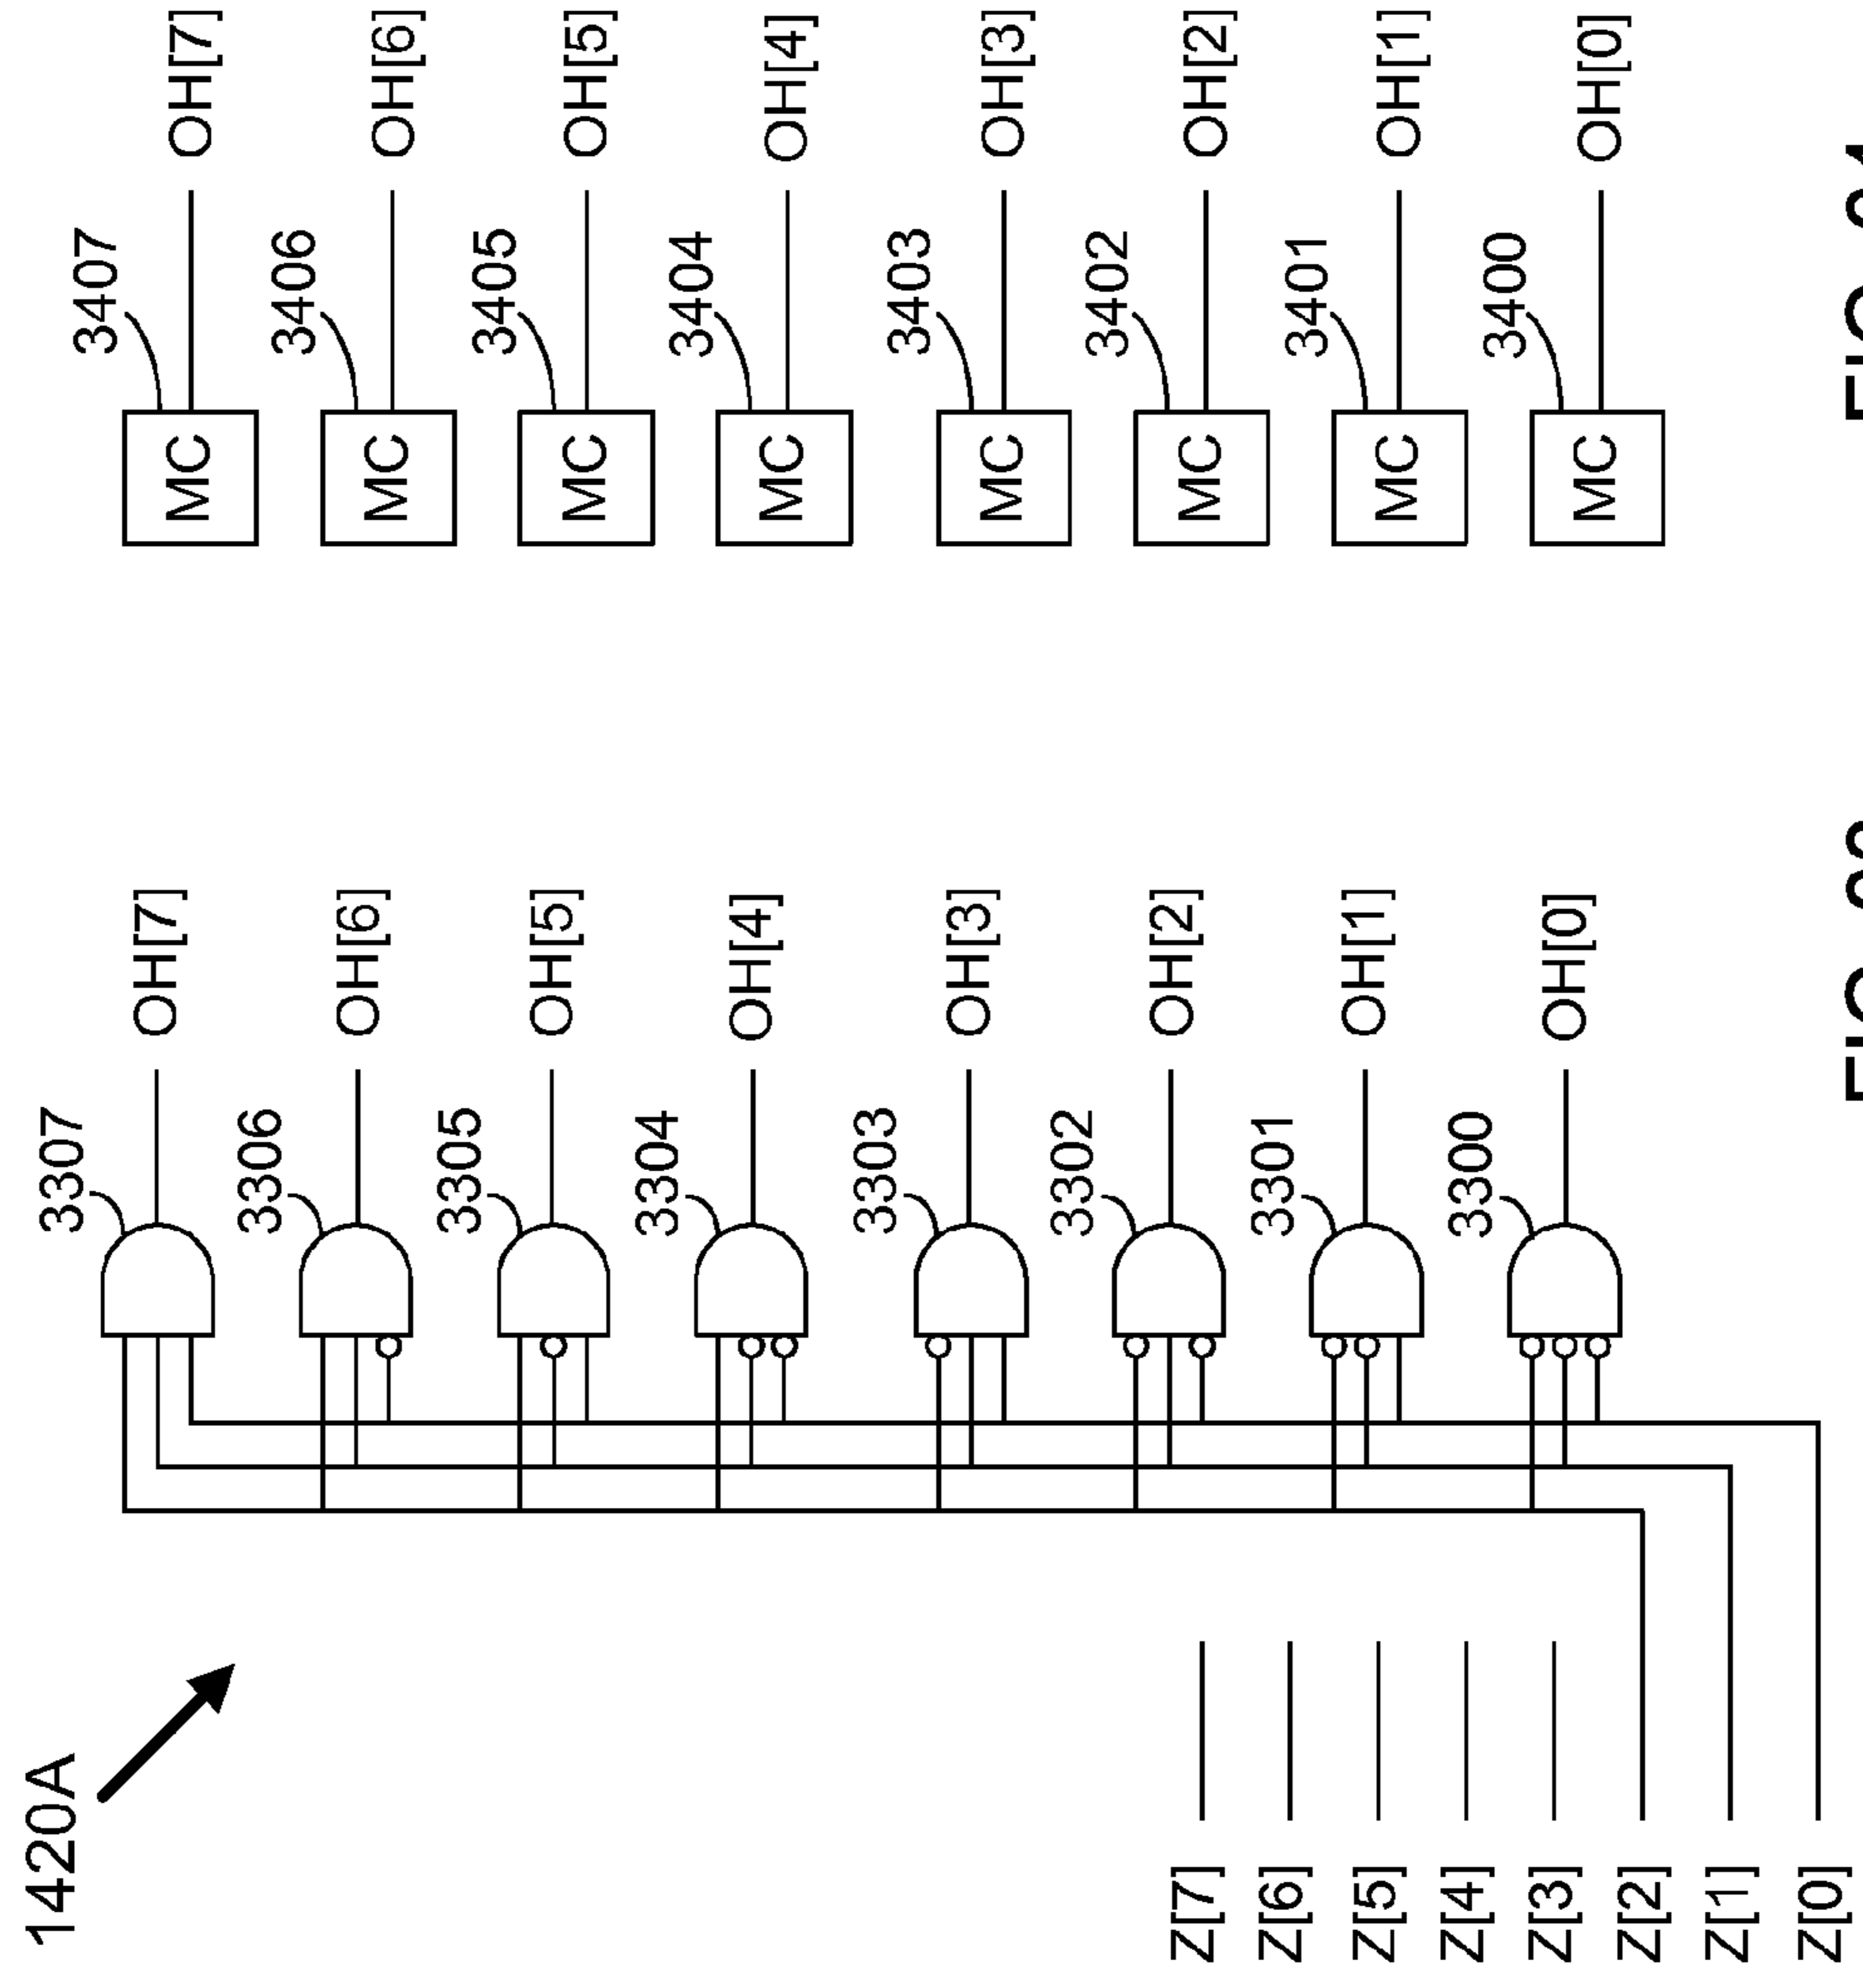 1420A
Z[7]
Z[6]
Z[5]
Z[4]
Z[3]
Z[2]
Z[1]
Z[0]
3307
3306
3305
3304
3303
3302
3301
3300
OH[7]
OH[6]
OH[5]
OH[4]
OH[3]
OH[2]
OH[1]
OH[0]
MC
MC
MC
MC
MC
MC
MC
MC
3407
3406
3405
3404
3403
3402
3401
3400
OH[7]
OH[6]
OH[5]
OH[4]
OH[3]
OH[2]
OH[1]
OH[0]